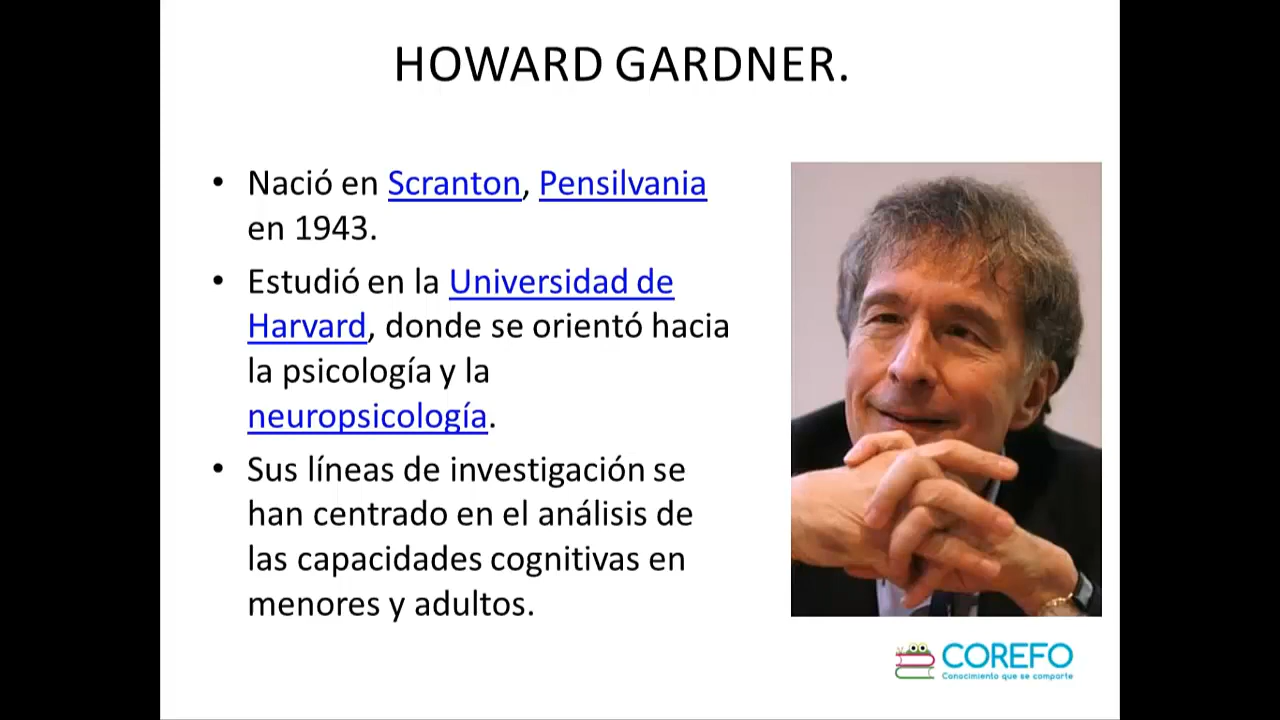 HOWARD GARDNER.
• Nació en Scranton, Pensilvania
en 1943.
• Estudió en la Universidad de
Harvard, donde se orientó hacia
la psicología y la
neuropsicología.
• Sus líneas de investigación se
han centrado en el análisis de
las capacidades cognitivas en
menores y adultos.
COREFO
Conocimiento que se comparte